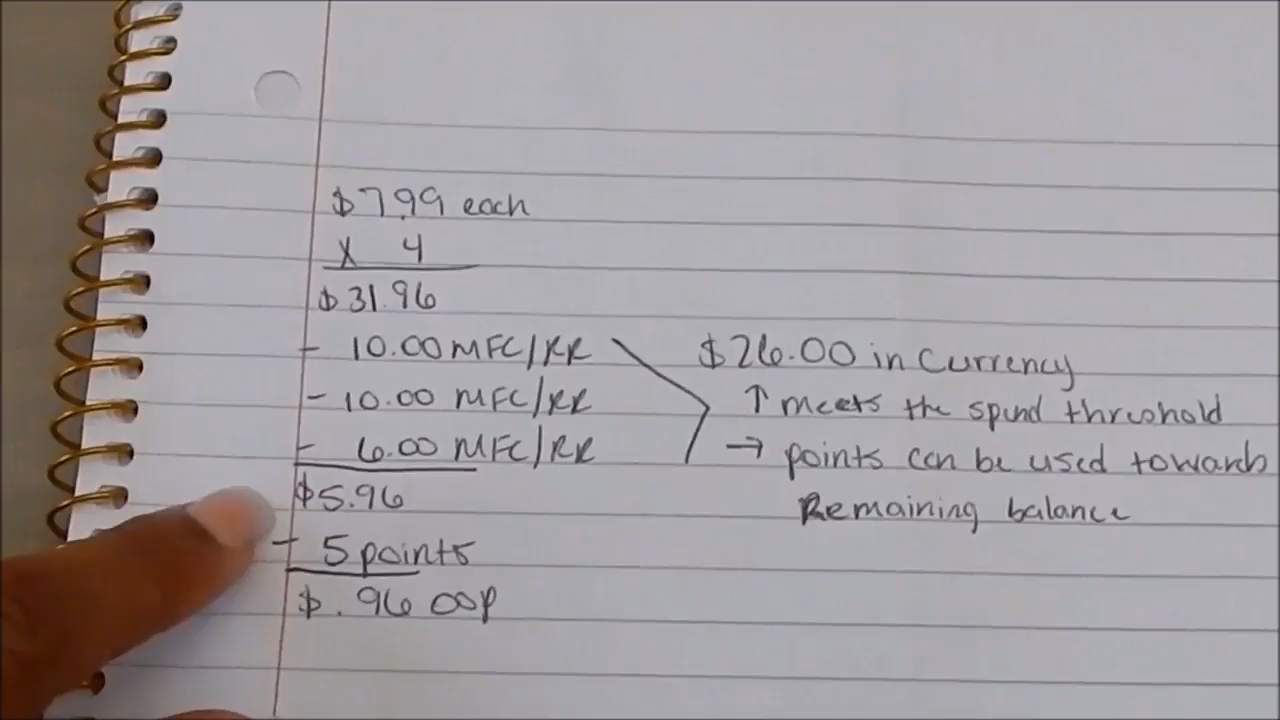 $7.99 each
x 4
$31.96
- 10.00 MFC/RR
- 10.00 MFC/RR
- 6.00 MFC/RR
$5.96
- 5 points
$.96 OOP
$26.00 in Currency
↑ meets the spend threshold
→ points can be used towards
Remaining balance